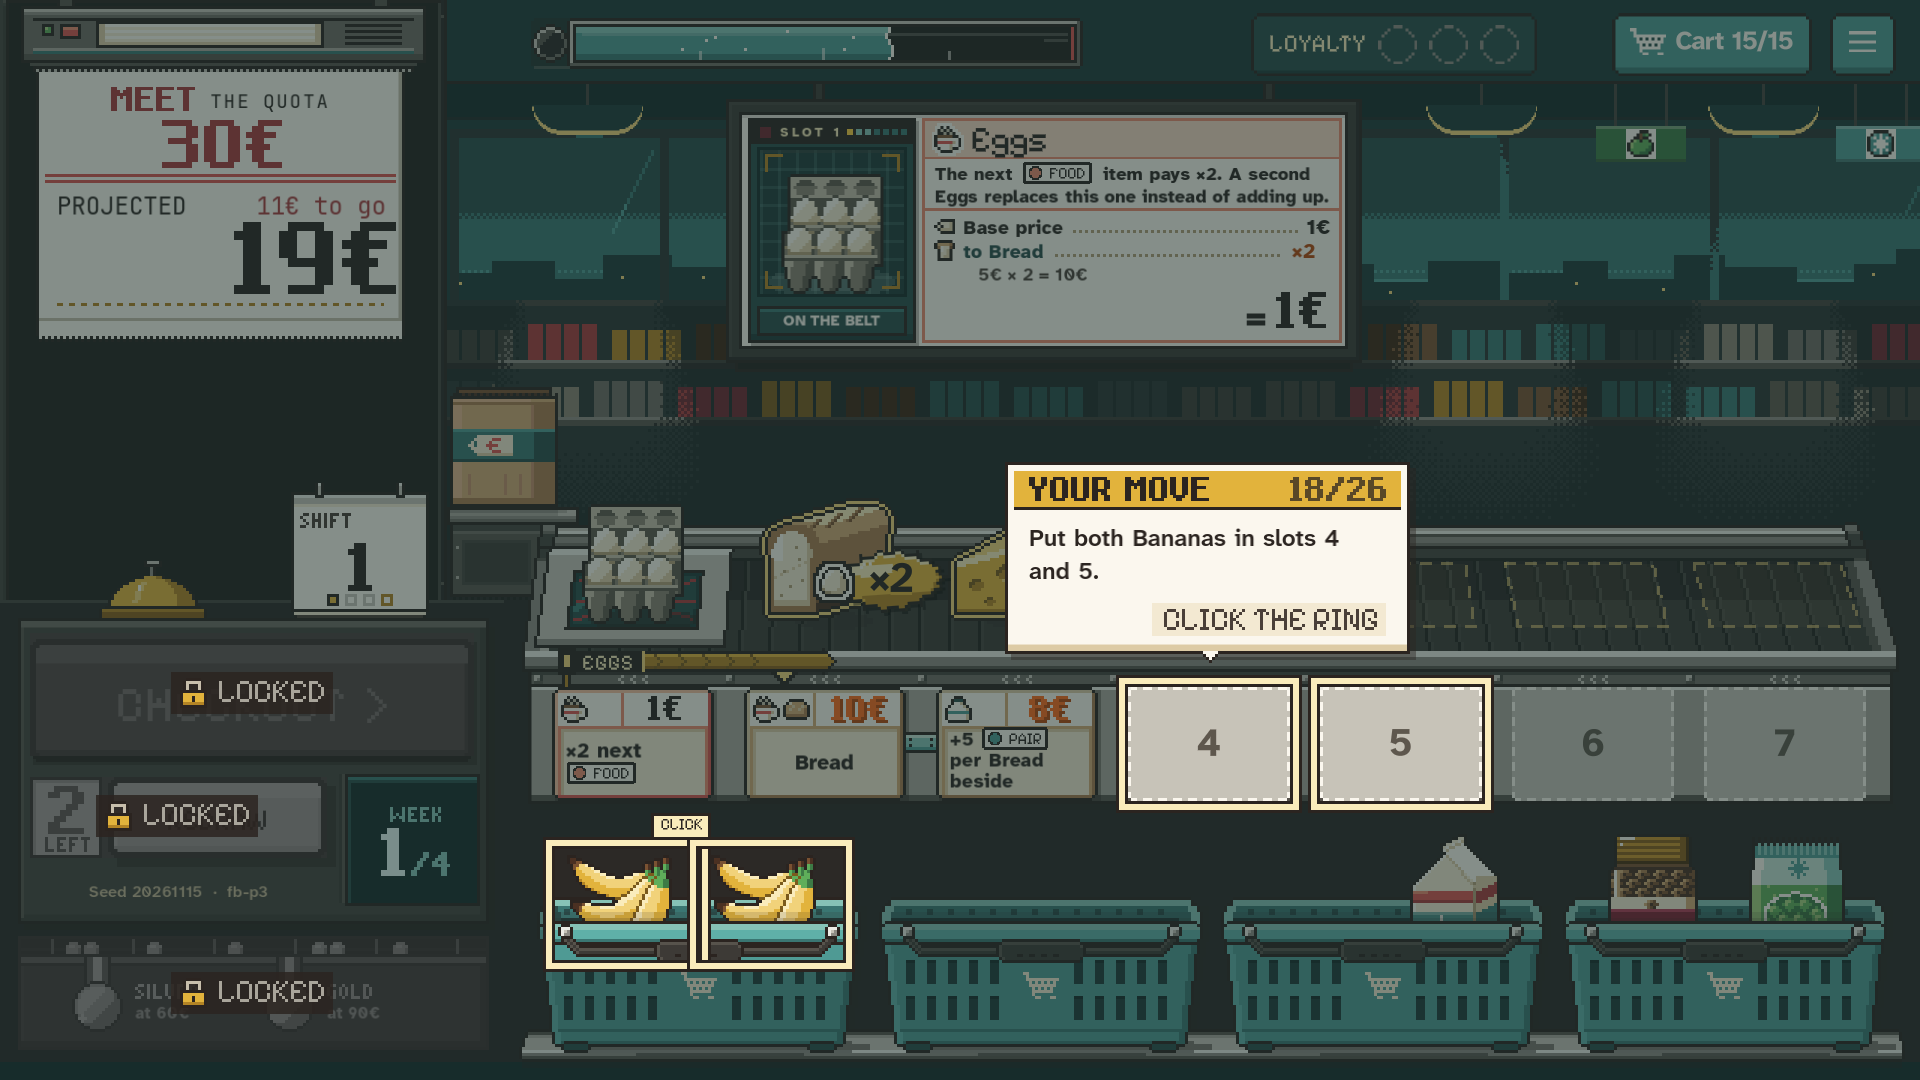 MEET THE QUOTA
30€
PROJECTED 11€ to go
19€
SHIFT
1
LOCKED
2 LEFT
LOCKED
WEEK
1/4
Seed 20261115 · fb-p3
LOCKED
at 90€
LOYALTY
Cart 15/15
SLOT 1
ON THE BELT
Eggs
The next FOOD item pays ×2. A second
Eggs replaces this one instead of adding up.
Base price 1€
to Bread ×2
5€ × 2 = 10€
= 1€
YOUR MOVE 18/26
Put both Bananas in slots 4
and 5.
CLICK THE RING
×2
EGGS
1€
×2 next
FOOD
10€
Bread
8€
+5 PAIR
per Bread
beside
4
5
6
7
CLICK